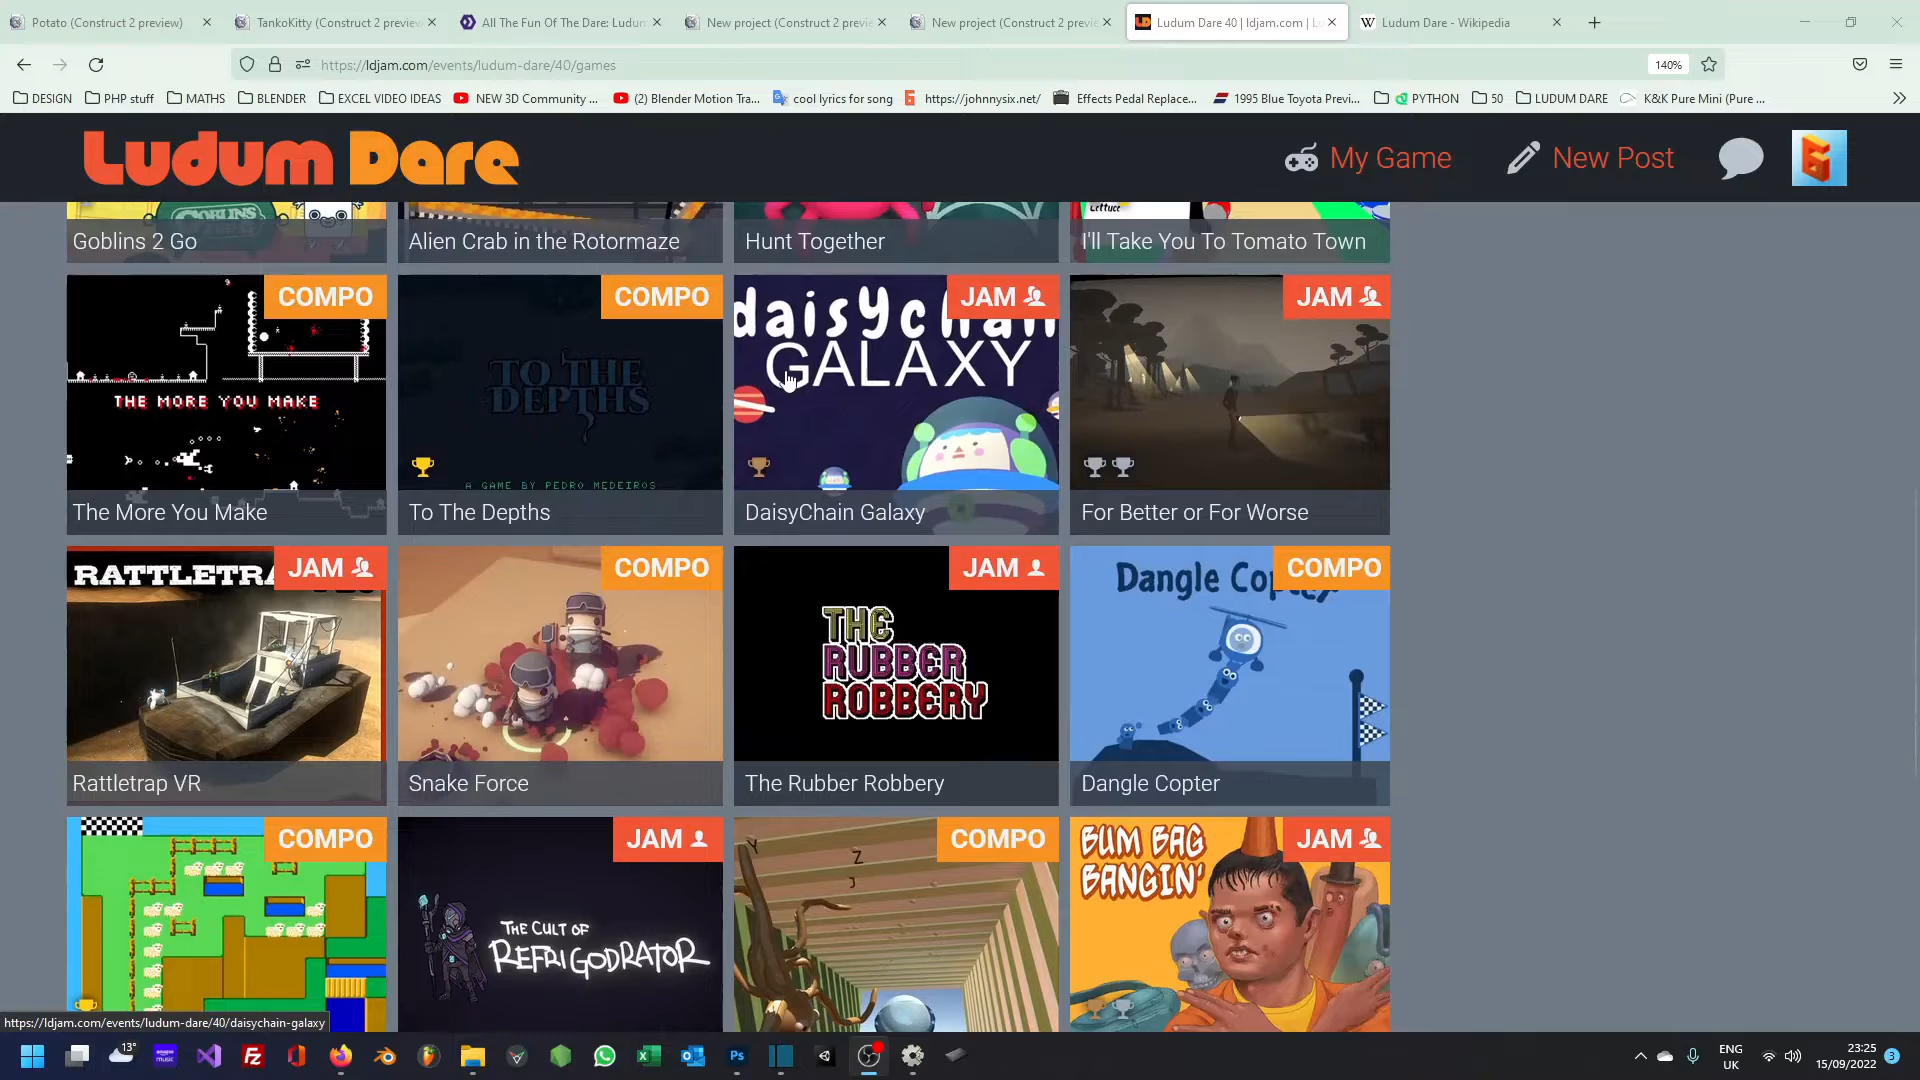 Potato (Construct 2 preview)
TankoKitty (Construct 2 preview
All The Fun Of The Dare: Ludum
New project (Construct 2 previe
New project (Construct 2 previe
Ludum Dare 40 | ldjam.com | Lu
Ludum Dare - Wikipedia
https://ldjam.com/events/ludum-dare/40/games
140%
DESIGN
PHP stuff
MATHS
BLENDER
EXCEL VIDEO IDEAS
NEW 3D Community ...
(2) Blender Motion Tra...
cool lyrics for song
https://johnnysix.net/
Effects Pedal Replace...
1995 Blue Toyota Previ...
PYTHON
50
LUDUM DARE
K&K Pure Mini (Pure ...
Ludum Dare
My Game
New Post
GOBLINS
Lettuce
Goblins 2 Go
Alien Crab in the Rotormaze
Hunt Together
I'll Take You To Tomato Town
COMPO
THE MORE YOU MAKE
The More You Make
COMPO
TO THE
DEPTHS
A GAME BY PEDRO MEDEIROS
To The Depths
JAM
daisychain
GALAXY
DaisyChain Galaxy
JAM
For Better or For Worse
JAM
RATTLETRA
Rattletrap VR
COMPO
Snake Force
JAM
THE
RUBBER
ROBBERY
The Rubber Robbery
COMPO
Dangle Copter
Dangle Copter
COMPO
JAM
THE CULT OF
REFRIGODRATOR
COMPO
Y
Z
J
JAM
BUM BAG
BANGIN'
https://ldjam.com/events/ludum-dare/40/daisychain-galaxy
13°
music
ENG
UK
23:25
15/09/2022
3